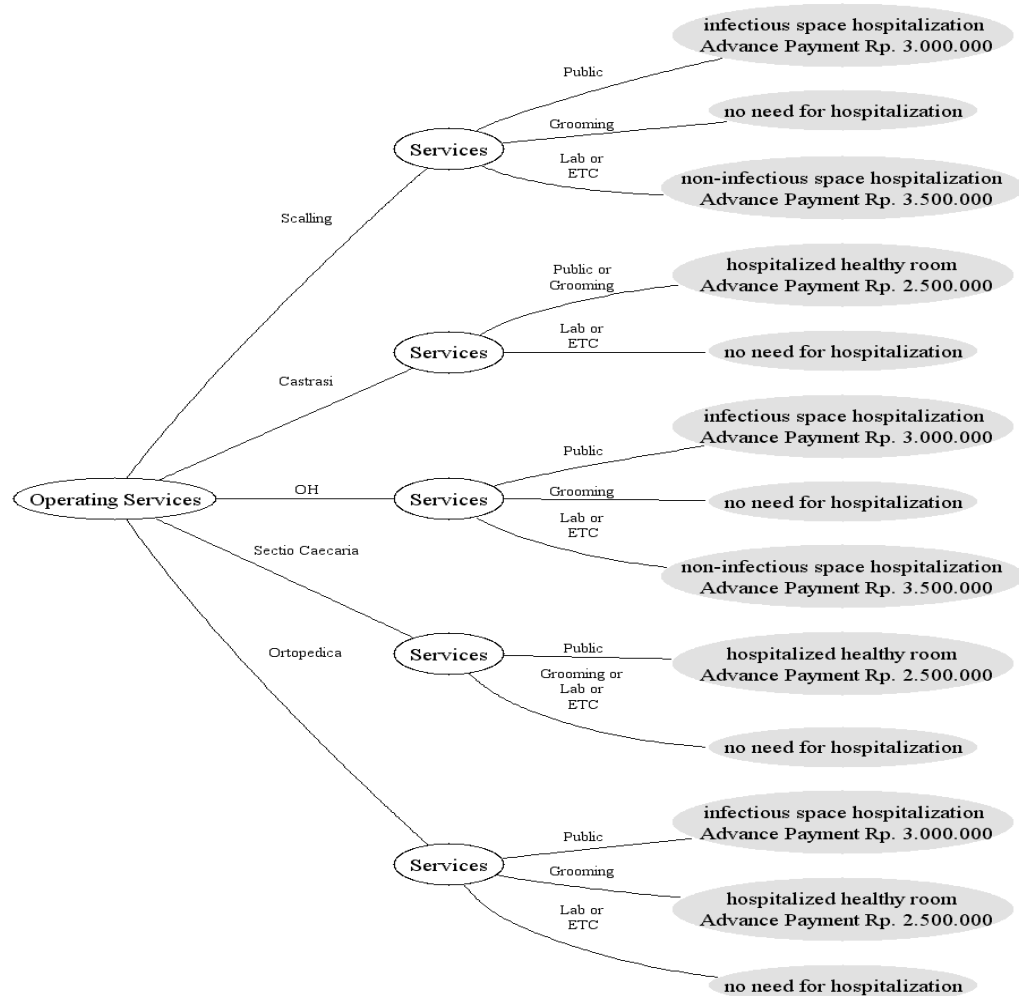 infectious space hospitalization
Advance Payment Rp. 3.000.000
Public
no need for hospitalization
Grooming
Services
Lab or
ETC
non-infectious space hospitalization
Advance Payment Rp. 3.500.000
Scalling
hospitalized healthy room
Advance Payment Rp. 2.500.000
Public or
Grooming
Lab or
ETC
Services
no need for hospitalization
Castrasi
infectious space hospitalization
Advance Payment Rp. 3.000.000
Public
Operating Services
OH
Services
Grooming
no need for hospitalization
Lab or
ETC
Sectio Caecaria
non-infectious space hospitalization
Advance Payment Rp. 3.500.000
Ortopedica
Services
Public
hospitalized healthy room
Advance Payment Rp. 2.500.000
Grooming or
Lab or
ETC
no need for hospitalization
infectious space hospitalization
Advance Payment Rp. 3.000.000
Public
Services
Grooming
hospitalized healthy room
Advance Payment Rp. 2.500.000
Lab or
ETC
no need for hospitalization